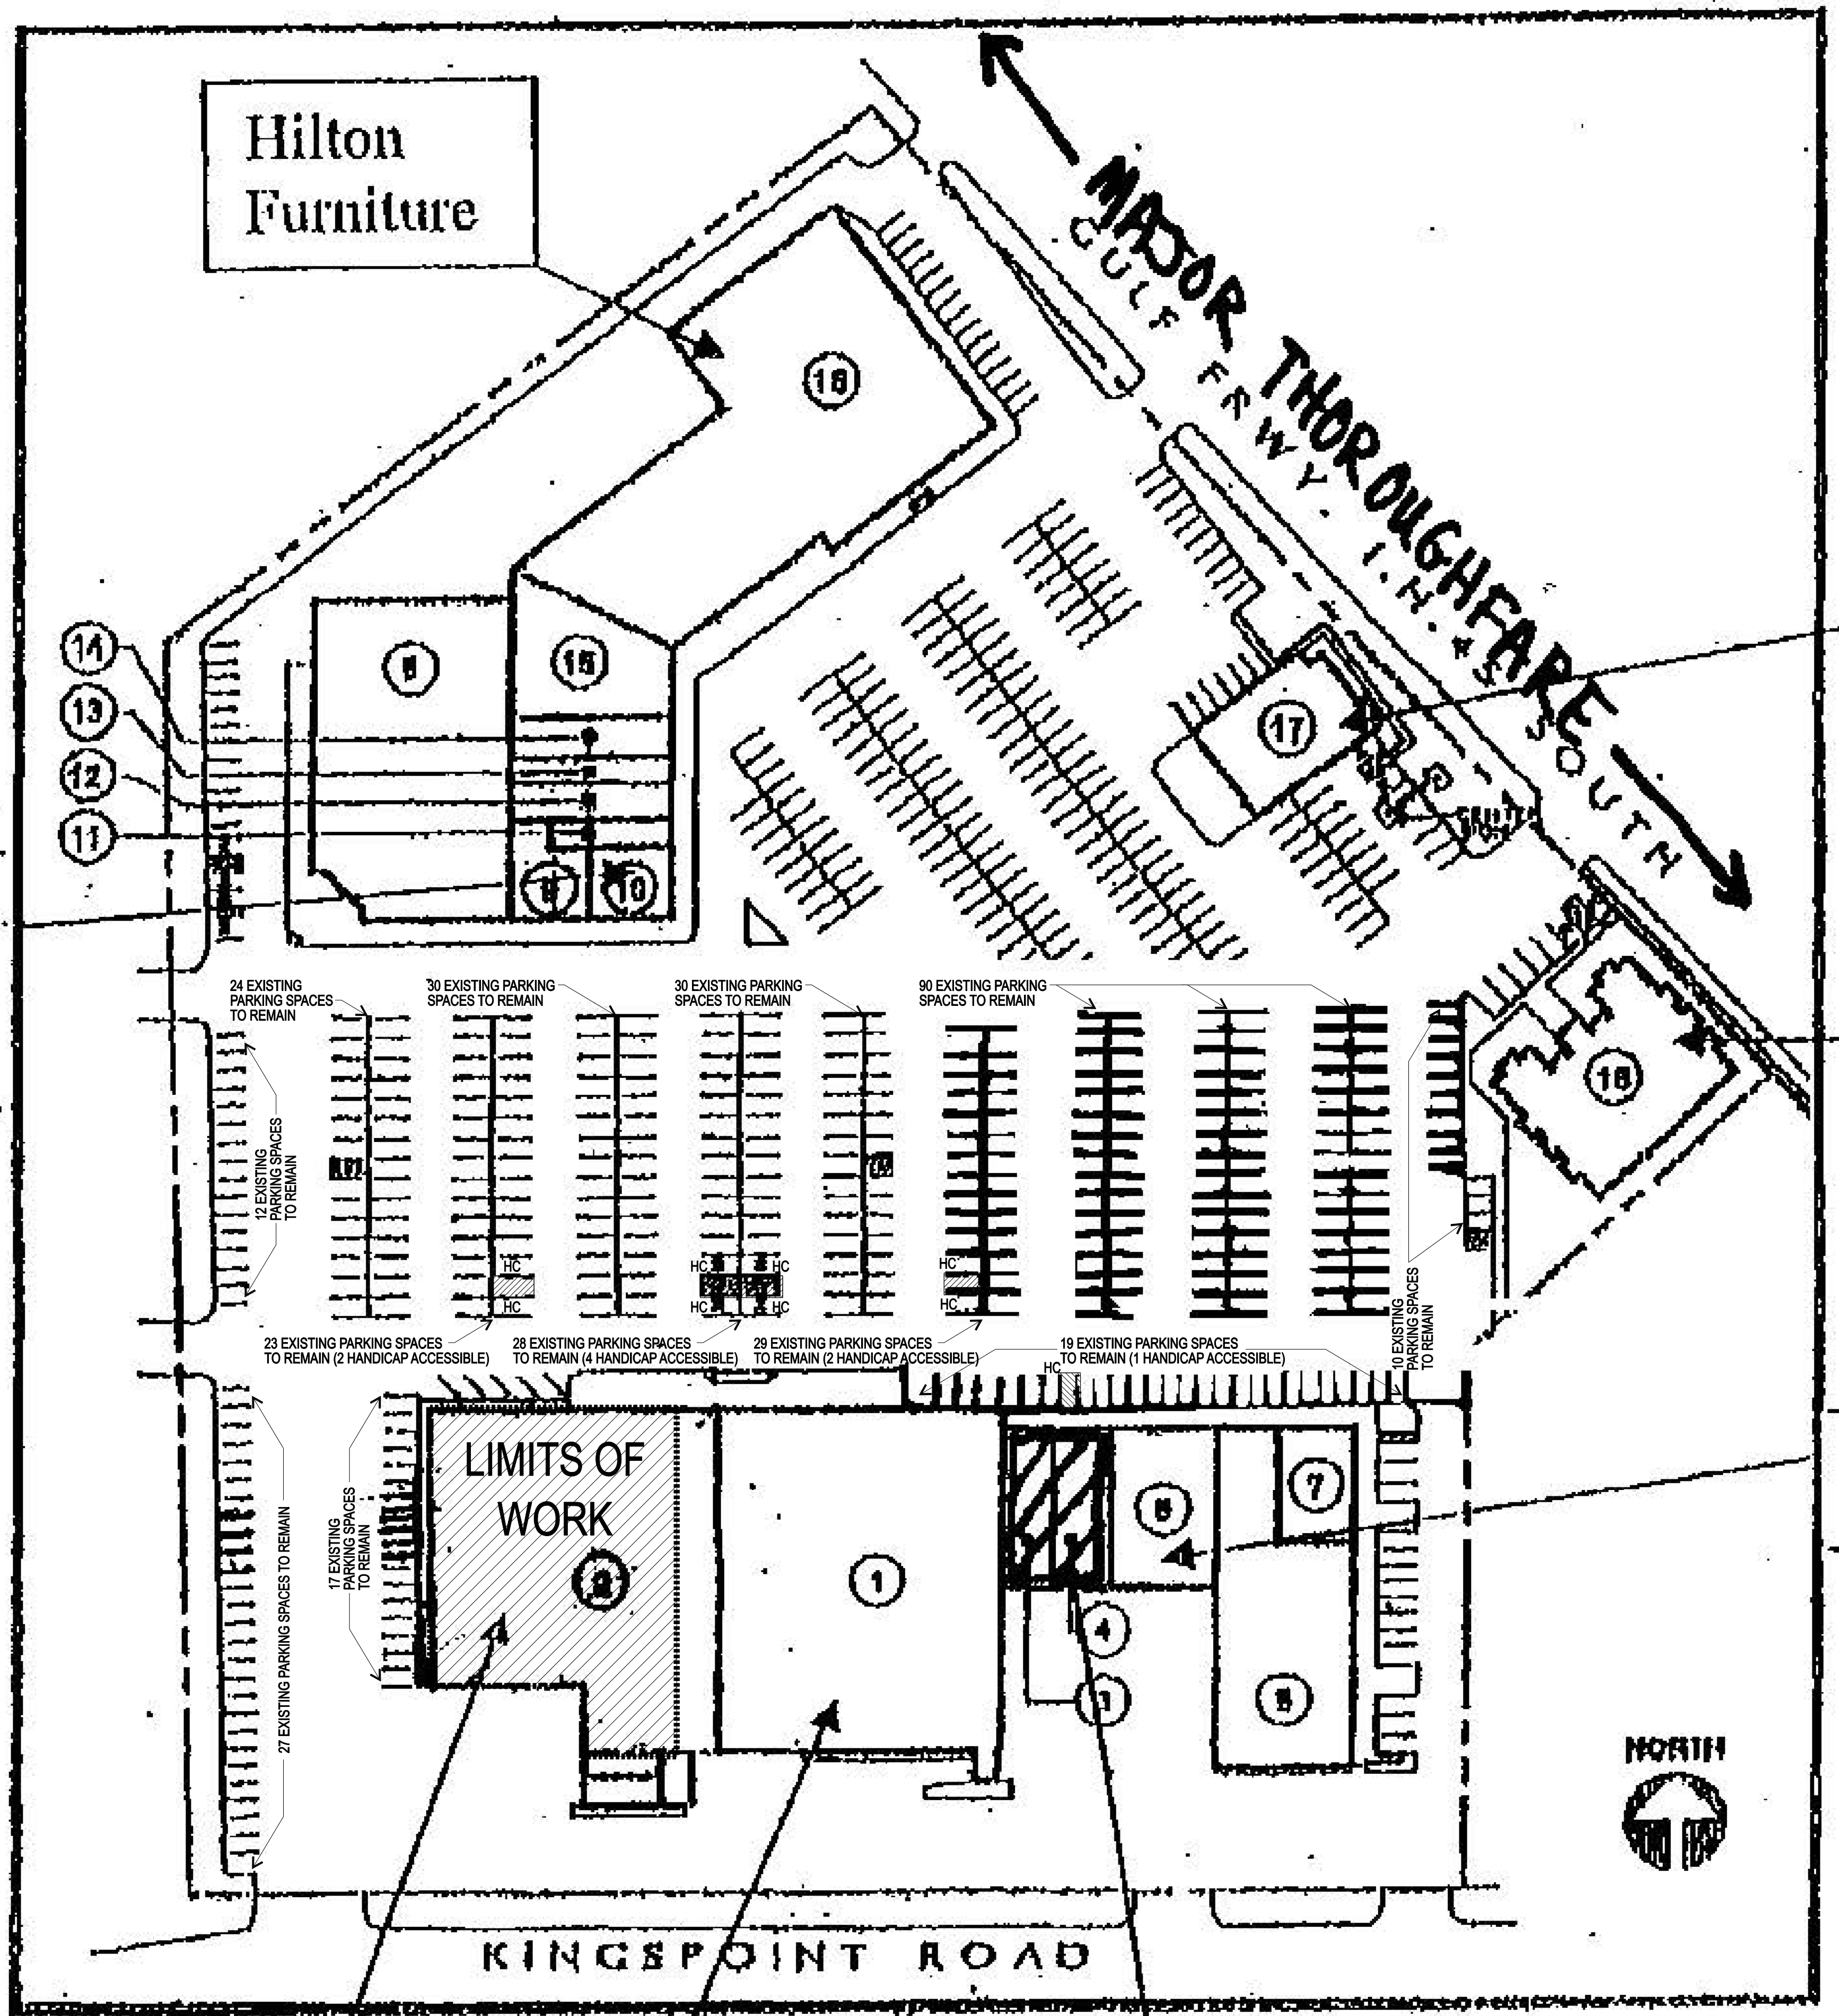 Hilton
Furniture
MAJOR THOROUGHFARE
GULF FRWY. I.H. 45 SOUTH
16
14
13
12
11
15
17
10
24 EXISTING
PARKING SPACES
TO REMAIN
30 EXISTING PARKING
SPACES TO REMAIN
30 EXISTING PARKING
SPACES TO REMAIN
90 EXISTING PARKING
SPACES TO REMAIN
12 EXISTING
PARKING SPACES
TO REMAIN
HC
HC
HC
HC
HC
HC
HC
HC
10 EXISTING
PARKING SPACES
TO REMAIN
23 EXISTING PARKING SPACES
TO REMAIN (2 HANDICAP ACCESSIBLE)
28 EXISTING PARKING SPACES
TO REMAIN (4 HANDICAP ACCESSIBLE)
29 EXISTING PARKING SPACES
TO REMAIN (2 HANDICAP ACCESSIBLE)
19 EXISTING PARKING SPACES
TO REMAIN (1 HANDICAP ACCESSIBLE)
HC
27 EXISTING PARKING SPACES TO REMAIN
17 EXISTING
PARKING SPACES
TO REMAIN
LIMITS OF
WORK
2
1
7
4
NORTH
KINGSPOINT ROAD